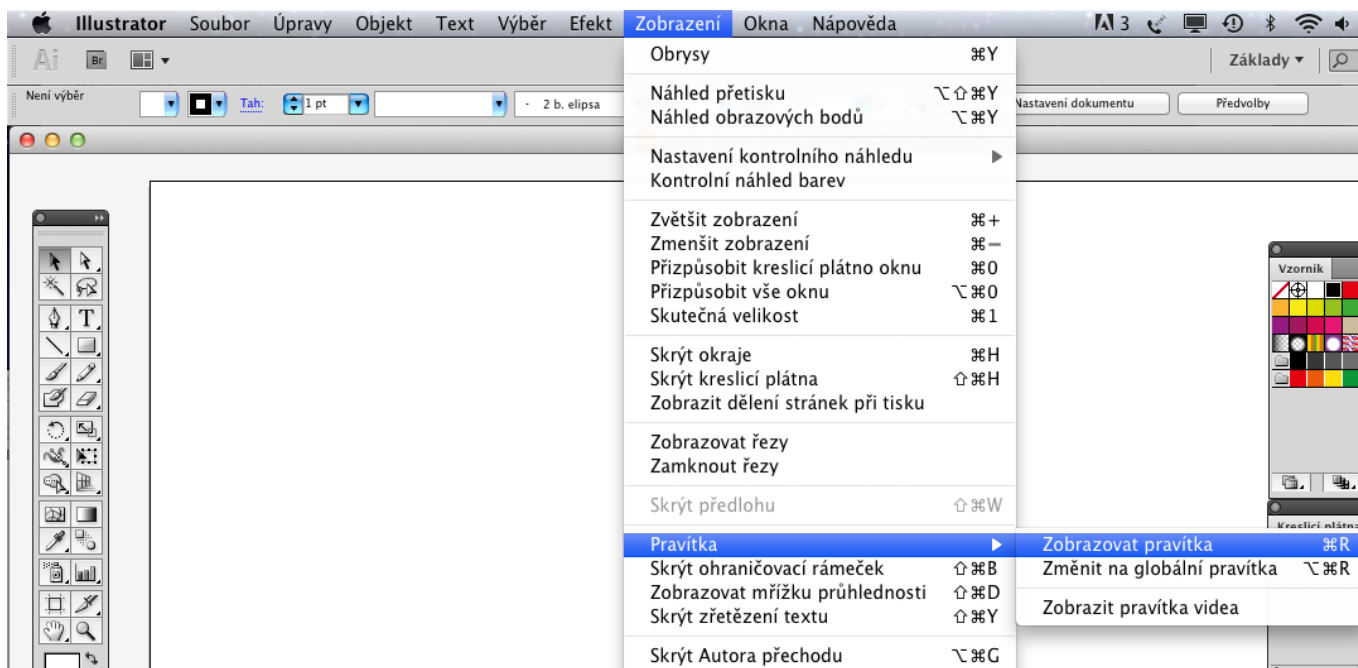 Illustrator Soubor Úpravy Objekt Text Výběr Efekt Zobrazení Okna Nápověda 3
Ai Br Základy
Není výběr Tah: 1 pt 2 b. elipsa Nastavení dokumentu Předvolby
Obrysy ⌘Y
Náhled přetisku ⌥⇧⌘Y
Náhled obrazových bodů ⌥⌘Y
Nastavení kontrolního náhledu
Kontrolní náhled barev
Zvětšit zobrazení ⌘+
Zmenšit zobrazení ⌘−
Přizpůsobit kreslicí plátno oknu ⌘0
Přizpůsobit vše oknu ⌥⌘0
Skutečná velikost ⌘1
Skrýt okraje ⌘H
Skrýt kreslicí plátna ⇧⌘H
Zobrazit dělení stránek při tisku
Zobrazovat řezy
Zamknout řezy
Skrýt předlohu ⇧⌘W
Pravítka
Skrýt ohraničovací rámeček ⇧⌘B
Zobrazovat mřížku průhlednosti ⇧⌘D
Skrýt zřetězení textu ⇧⌘Y
Skrýt Autora přechodu ⌥⌘G
Zobrazovat pravítka ⌘R
Změnit na globální pravítka ⌥⌘R
Zobrazit pravítka videa
Vzorník
Kreslicí plátna